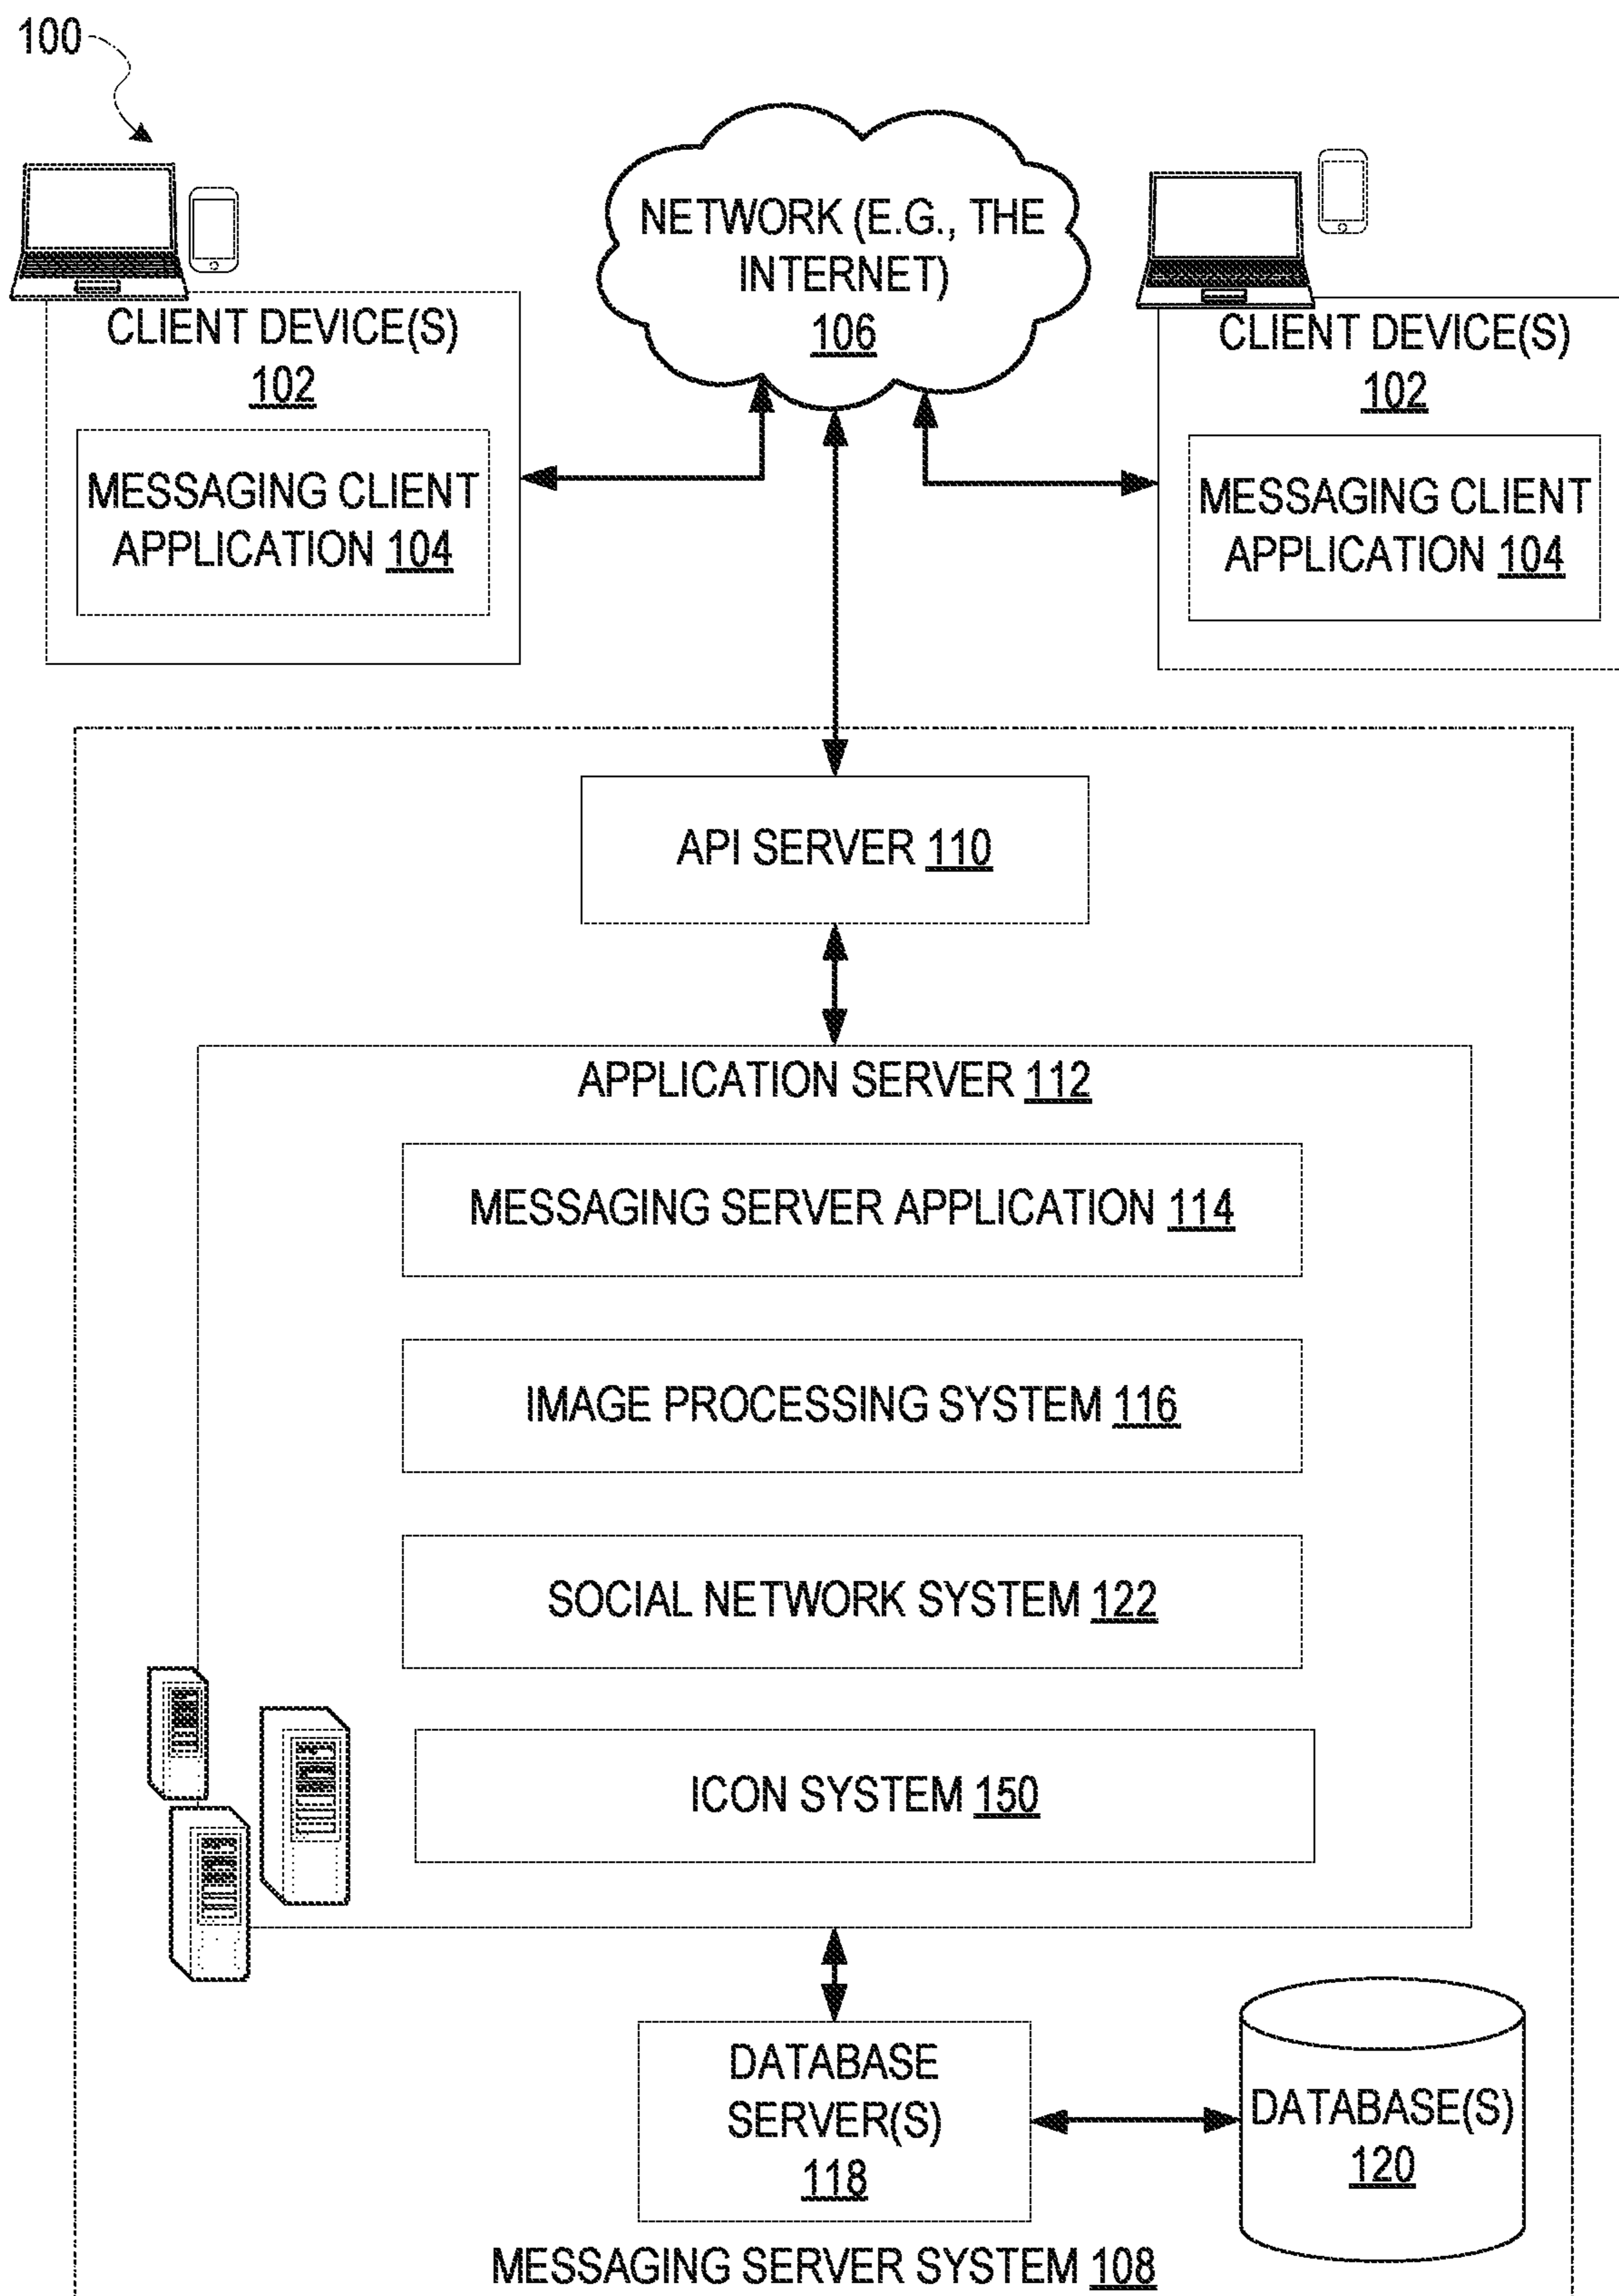 100
NETWORK (E.G., THE
INTERNET)
106
CLIENT DEVICE(S)
102
MESSAGING CLIENT
APPLICATION 104
CLIENT DEVICE(S)
102
MESSAGING CLIENT
APPLICATION 104
API SERVER 110
APPLICATION SERVER 112
MESSAGING SERVER APPLICATION 114
IMAGE PROCESSING SYSTEM 116
SOCIAL NETWORK SYSTEM 122
ICON SYSTEM 150
DATABASE
SERVER(S)
118
DATABASE(S)
120
MESSAGING SERVER SYSTEM 108